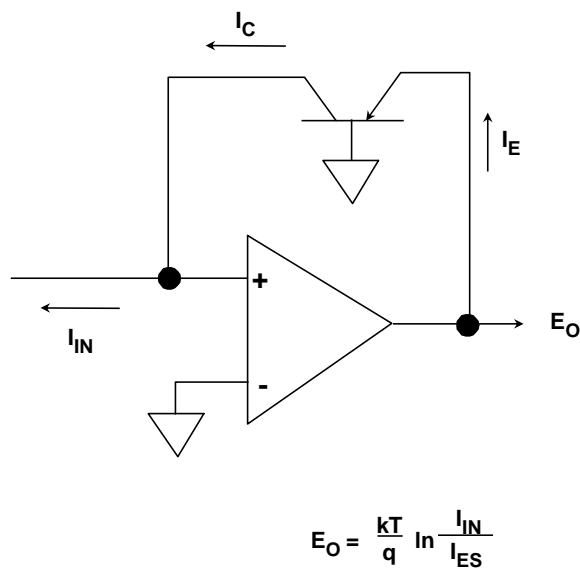 I_C
I_E
+
I_IN
E_O
-
E_O = kT/q ln I_IN/I_ES